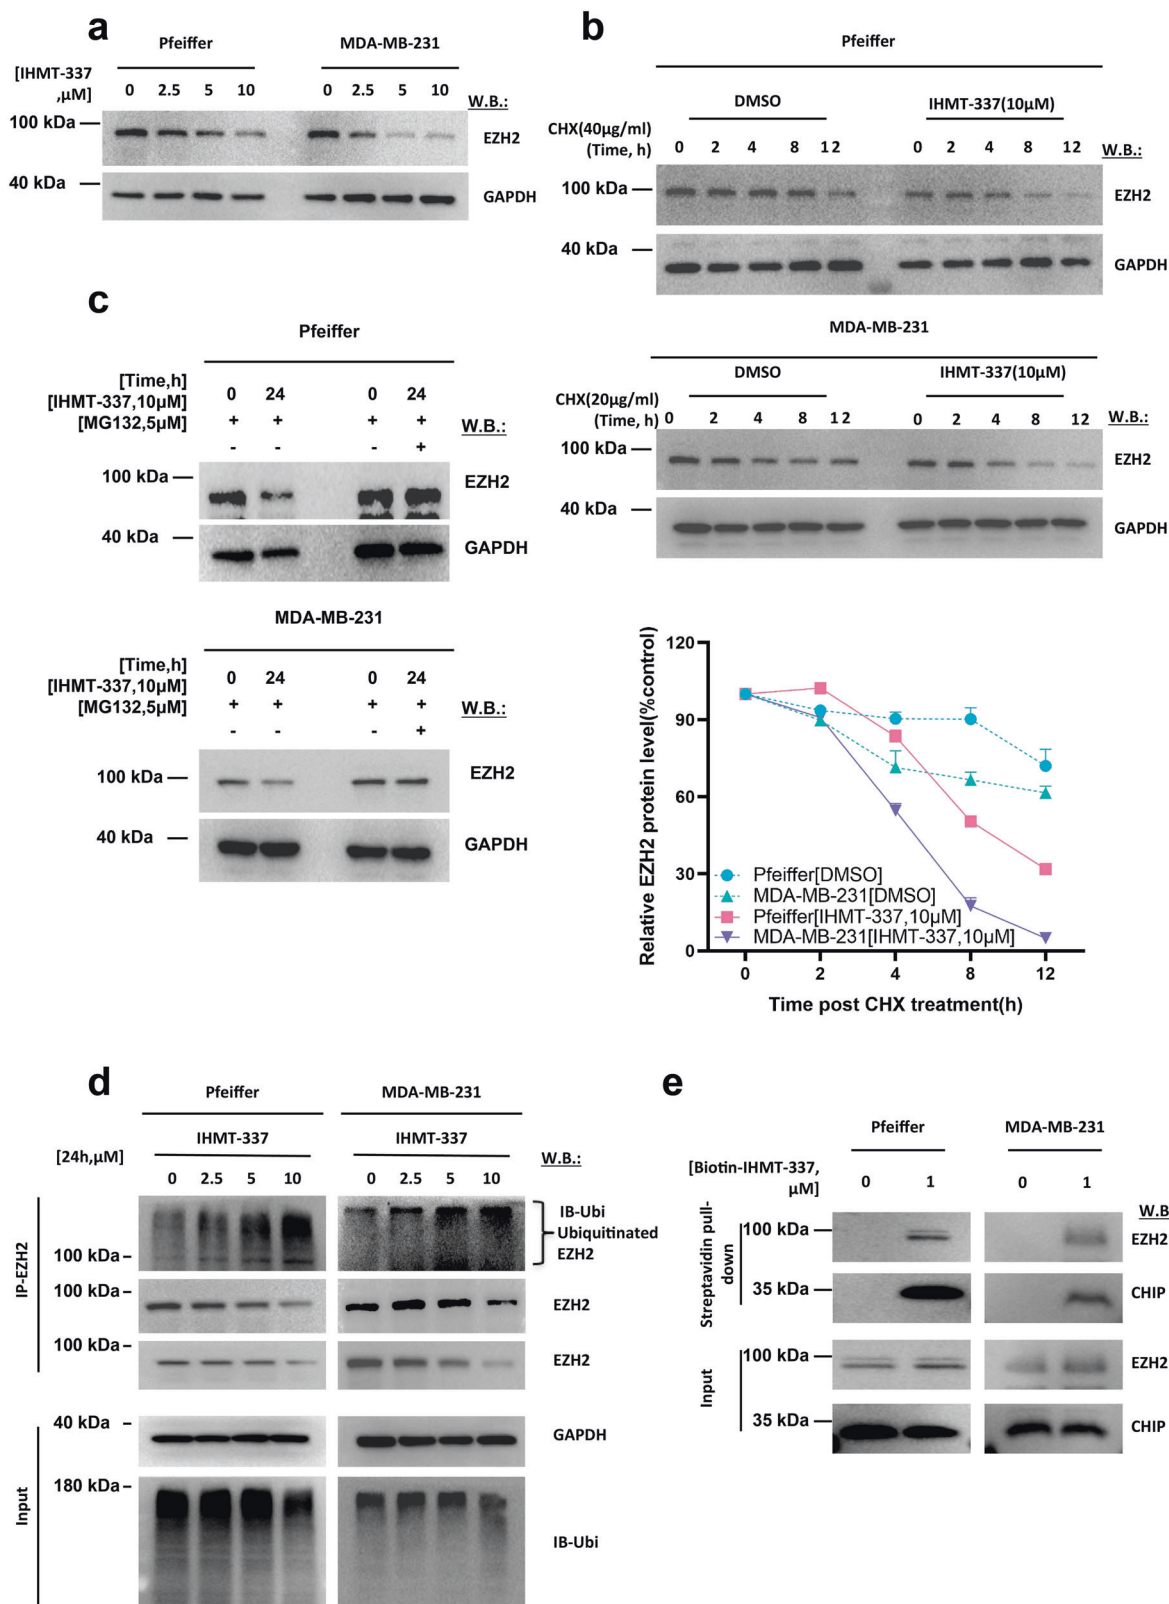 a
Pfeiffer MDA-MB-231
[IHMT-337
,μM]
0 2.5 5 10 0 2.5 5 10
W.B.:
100 kDa
EZH2
40 kDa
GAPDH
b
Pfeiffer
DMSO IHMT-337(10μM)
CHX(40μg/ml)
(Time, h)
0 2 4 8 12 0 2 4 8 12
W.B.:
100 kDa
EZH2
40 kDa
GAPDH
MDA-MB-231
DMSO IHMT-337(10μM)
CHX(20μg/ml)
(Time, h)
0 2 4 8 12 0 2 4 8 12
W.B.:
100 kDa
EZH2
40 kDa
GAPDH
Relative EZH2 protein level(%control)
120
90
60
30
0
Pfeiffer[DMSO]
MDA-MB-231[DMSO]
Pfeiffer[IHMT-337,10μM]
MDA-MB-231[IHMT-337,10μM]
0 2 4 8 12
Time post CHX treatment(h)
c
Pfeiffer
[Time,h] 0 24 0 24
[IHMT-337,10μM]
[MG132,5μM] + + + +
W.B.:
- - - +
100 kDa
EZH2
40 kDa
GAPDH
MDA-MB-231
[Time,h] 0 24 0 24
[IHMT-337,10μM]
[MG132,5μM] + + + +
W.B.:
- - - +
100 kDa
EZH2
40 kDa
GAPDH
d
Pfeiffer MDA-MB-231
IHMT-337 IHMT-337
[24h,μM]
0 2.5 5 10 0 2.5 5 10
W.B.:
IP-EZH2
100 kDa
IB-Ubi
Ubiquitinated
EZH2
100 kDa
EZH2
100 kDa
EZH2
Input
40 kDa
GAPDH
180 kDa
IB-Ubi
e
Pfeiffer MDA-MB-231
[Biotin-IHMT-337,
μM]
0 1 0 1
W.B
Streptavidin pull-
down
100 kDa
EZH2
35 kDa
CHIP
Input
100 kDa
EZH2
35 kDa
CHIP